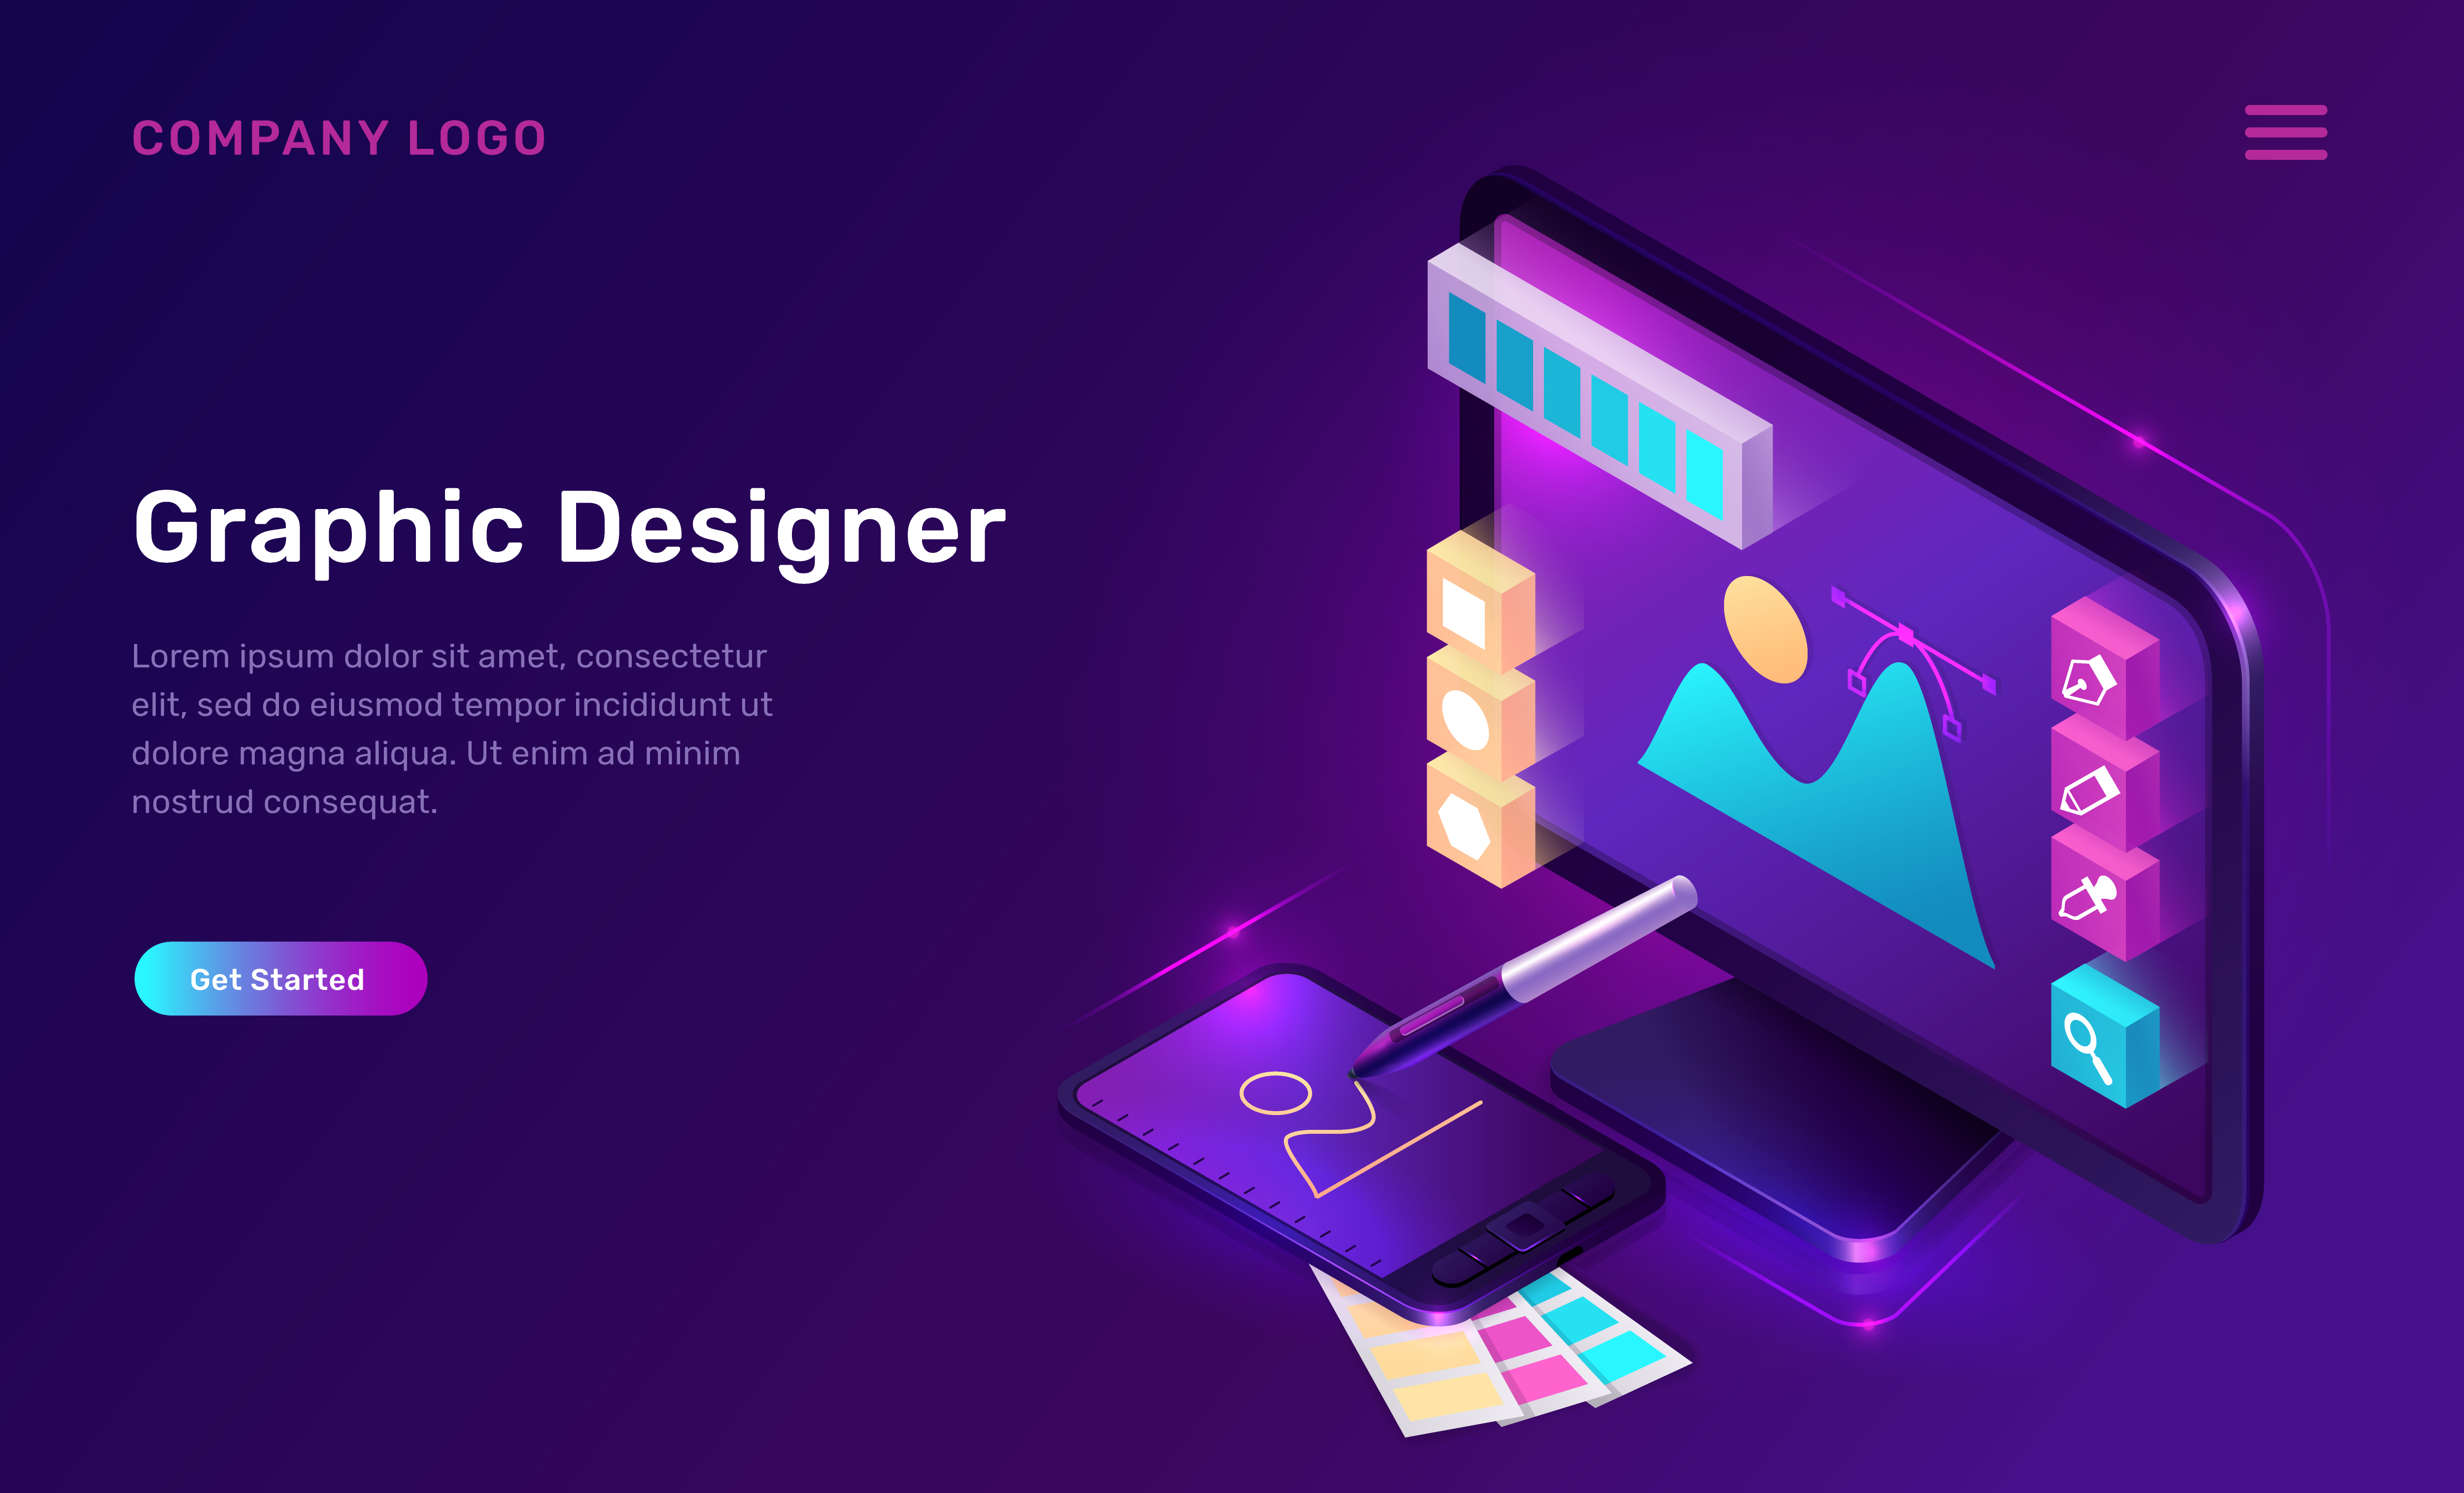 COMPANY LOGO
Graphic Designer
Lorem ipsum dolor sit amet, consectetur
elit, sed do eiusmod tempor incididunt ut
dolore magna aliqua. Ut enim ad minim
nostrud consequat.
Get Started